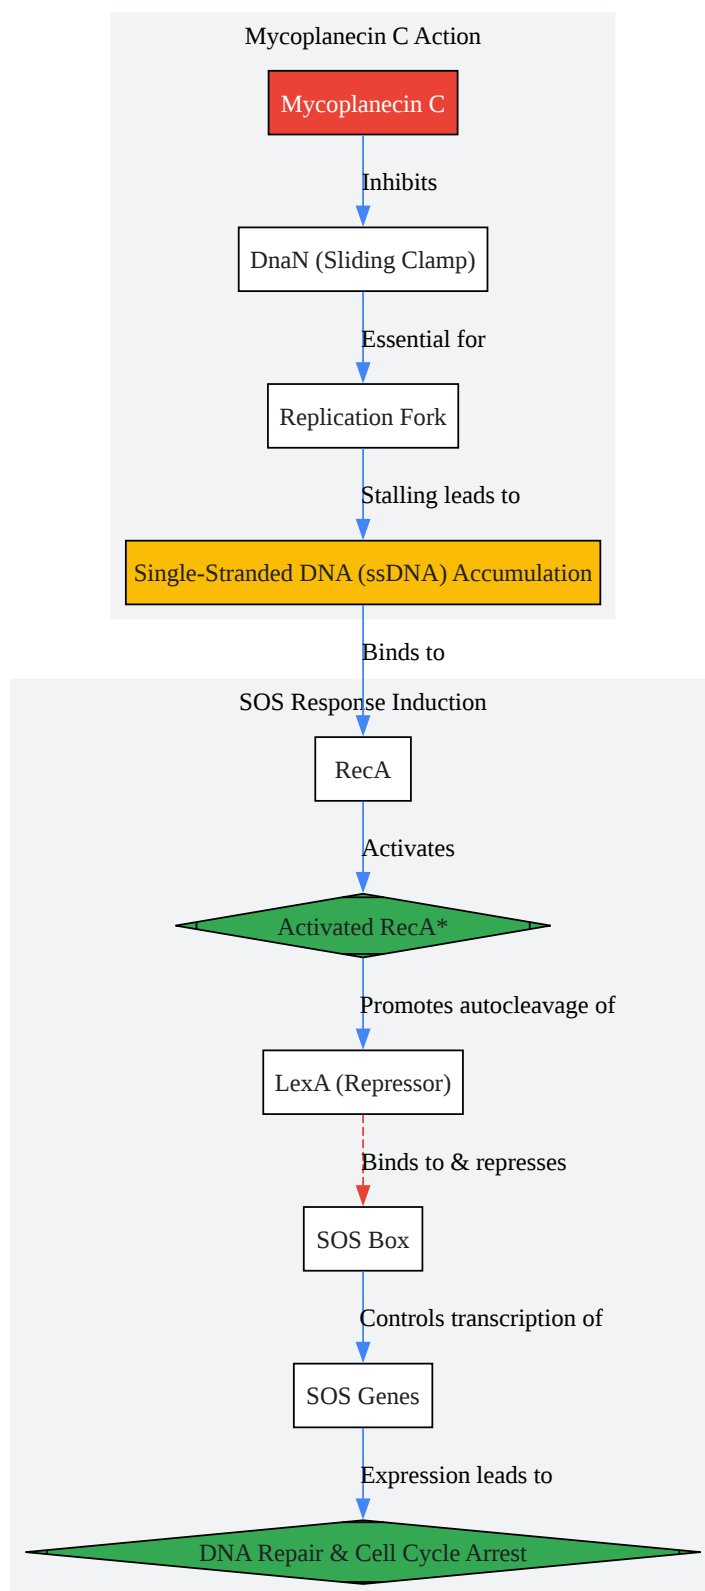 Mycoplanecin C Action
Mycoplanecin C
Inhibits
DnaN (Sliding Clamp)
Essential for
Replication Fork
Stalling leads to
Single-Stranded DNA (ssDNA) Accumulation
Binds to
SOS Response Induction
RecA
Activates
Activated RecA*
Promotes autocleavage of
LexA (Repressor)
Binds to & represses
SOS Box
Controls transcription of
SOS Genes
Expression leads to
DNA Repair & Cell Cycle Arrest